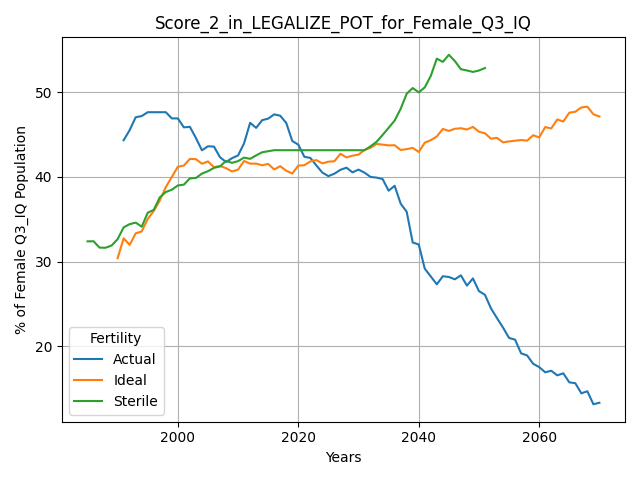 Score_2_in_LEGALIZE_POT_for_Female_Q3_IQ
% of Female Q3_IQ Population
50
40
30
20
Fertility
Actual
Ideal
Sterile
2000 2020 2040 2060
Years